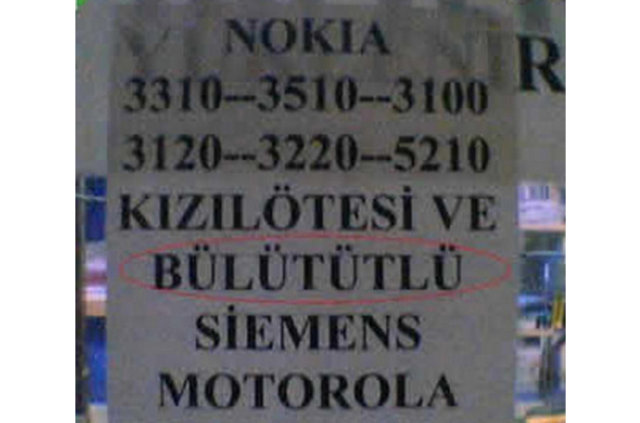 NOKIA
3310--3510--3100
3120--3220--5210
KIZILÖTESİ VE
BÜLÜTÜTLÜ
SİEMENS
MOTOROLA